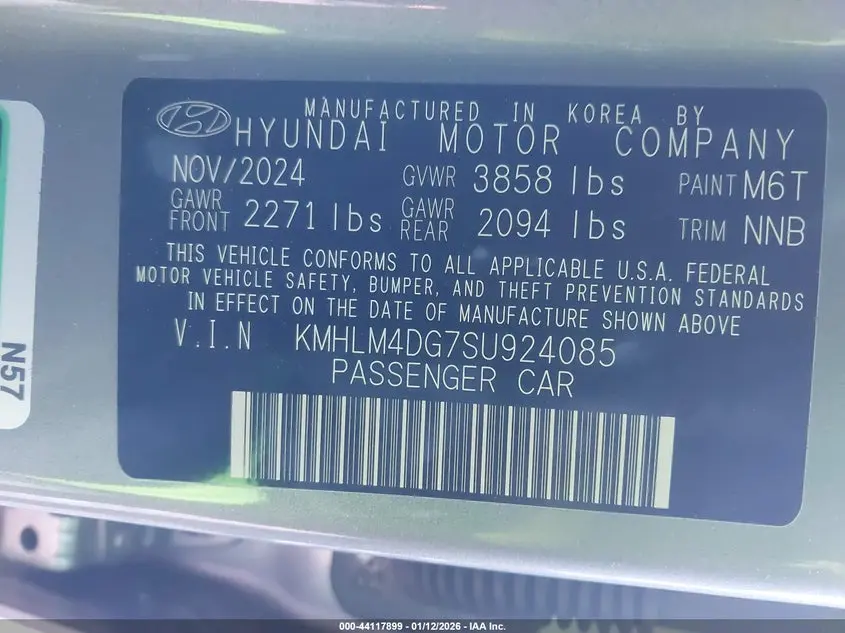 MANUFACTURED IN KOREA BY
HYUNDAI MOTOR COMPANY
NOV/2024 GVWR 3858 lbs PAINT M6T
GAWR FRONT 2271 lbs GAWR REAR 2094 lbs TRIM NNB
THIS VEHICLE CONFORMS TO ALL APPLICABLE U.S.A. FEDERAL
MOTOR VEHICLE SAFETY, BUMPER, AND THEFT PREVENTION STANDARDS
IN EFFECT ON THE DATE OF MANUFACTURE SHOWN ABOVE
V.I.N KMHLM4DG7SU924085
PASSENGER CAR
N57
000-44117899 - 01/12/2026 - IAA Inc.